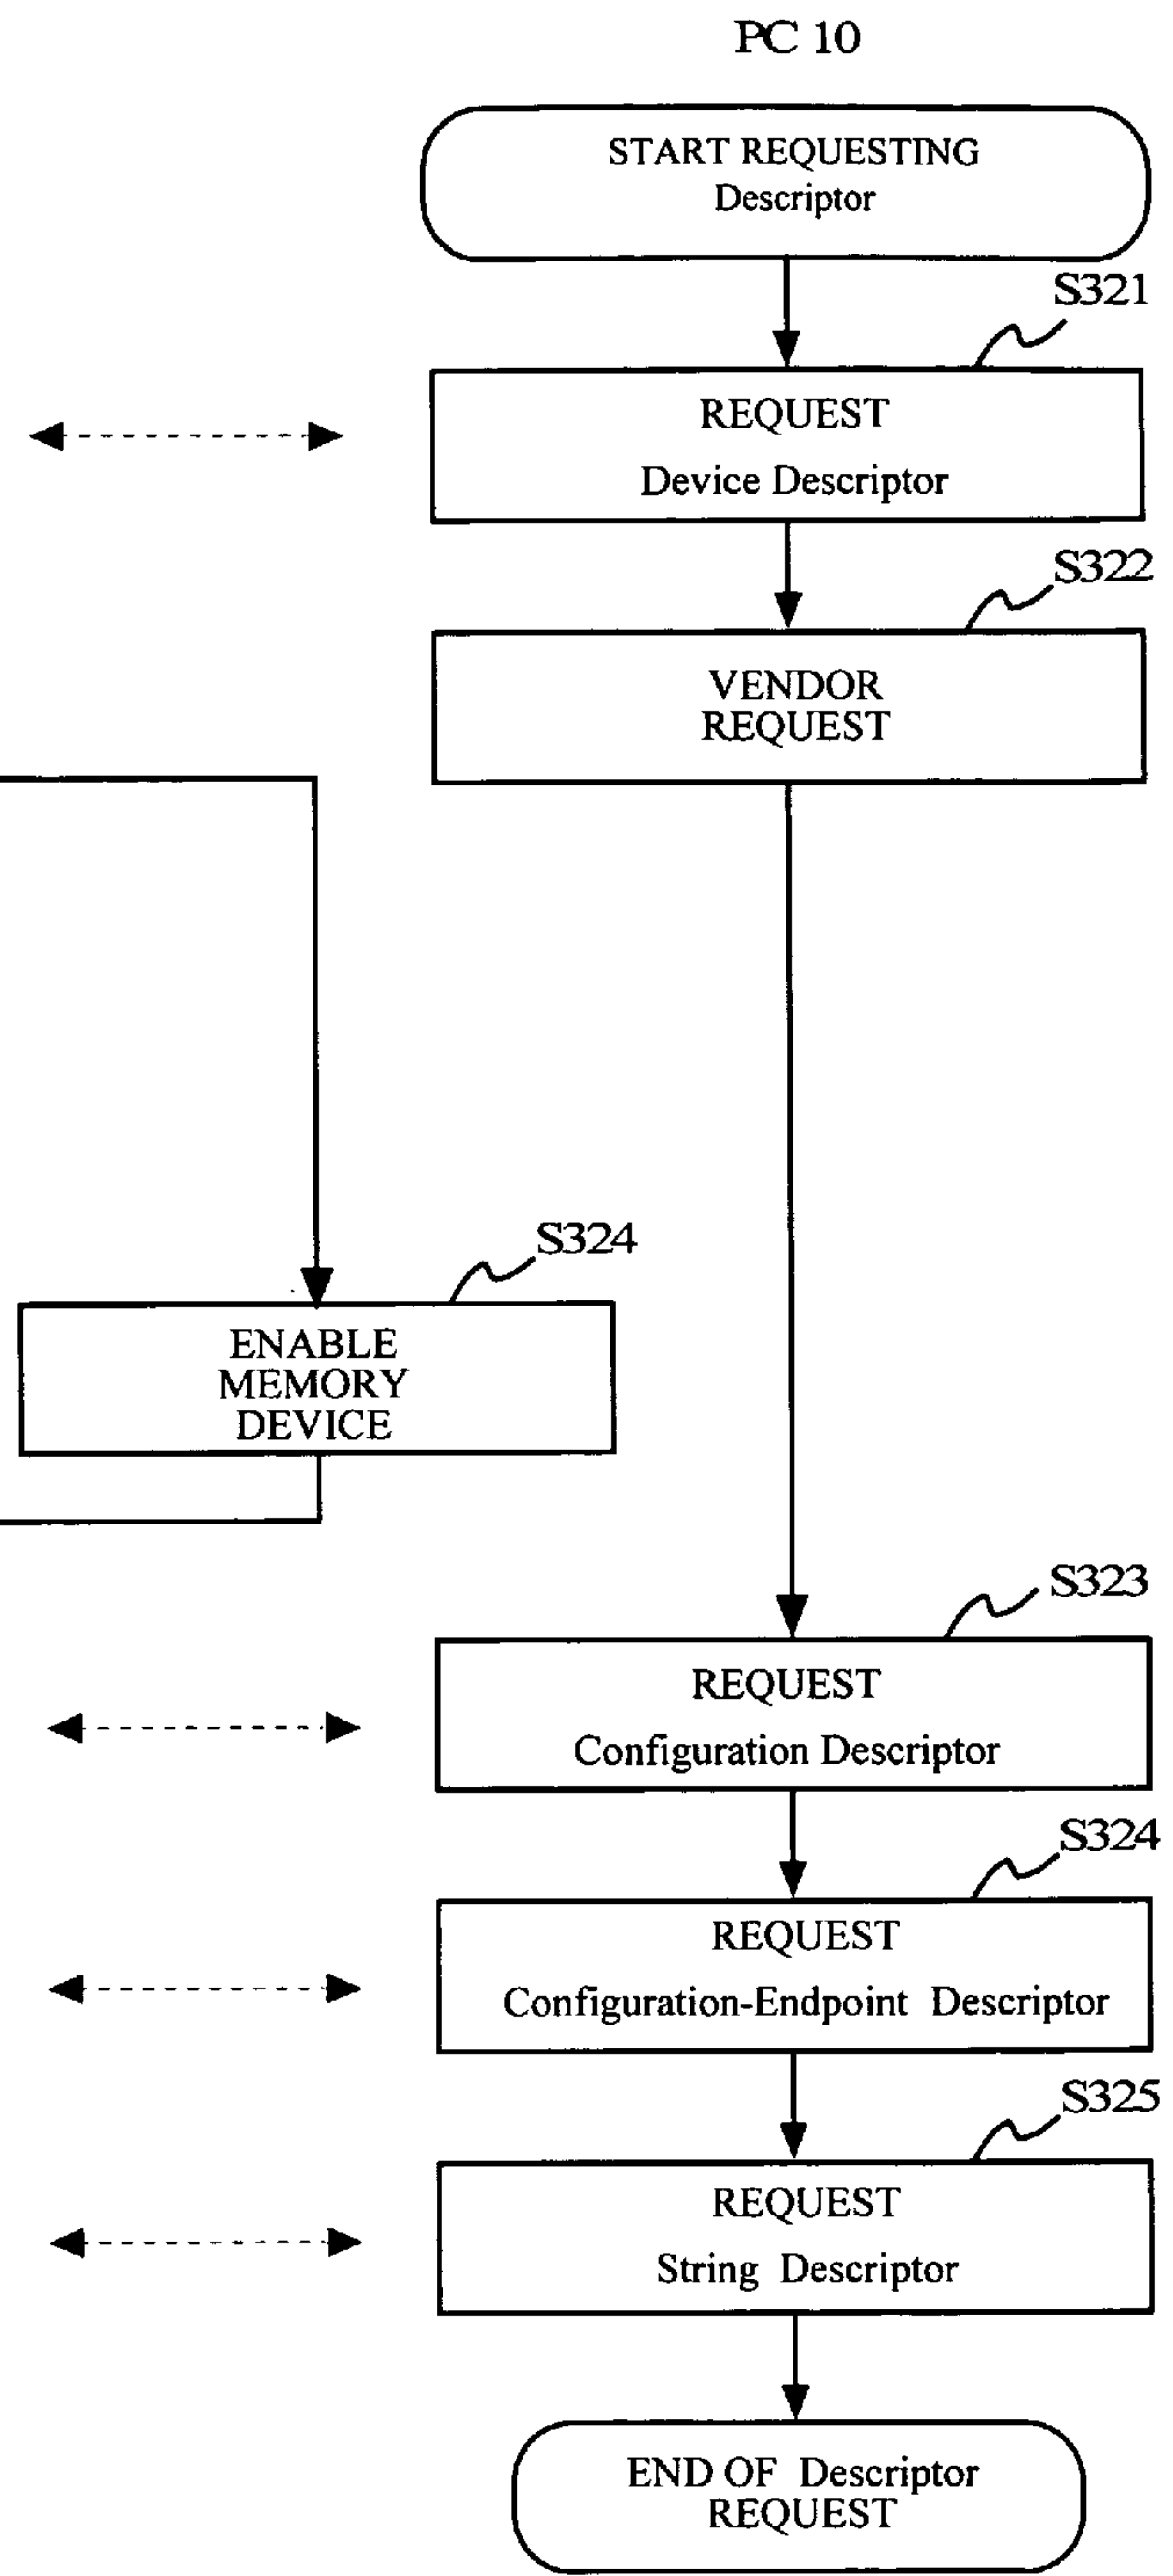 PC 10
START REQUESTING
Descriptor
S321
REQUEST
Device Descriptor
S322
VENDOR
REQUEST
S324
ENABLE
MEMORY
DEVICE
S323
REQUEST
Configuration Descriptor
S324
REQUEST
Configuration-Endpoint Descriptor
S325
REQUEST
String Descriptor
END OF Descriptor
REQUEST